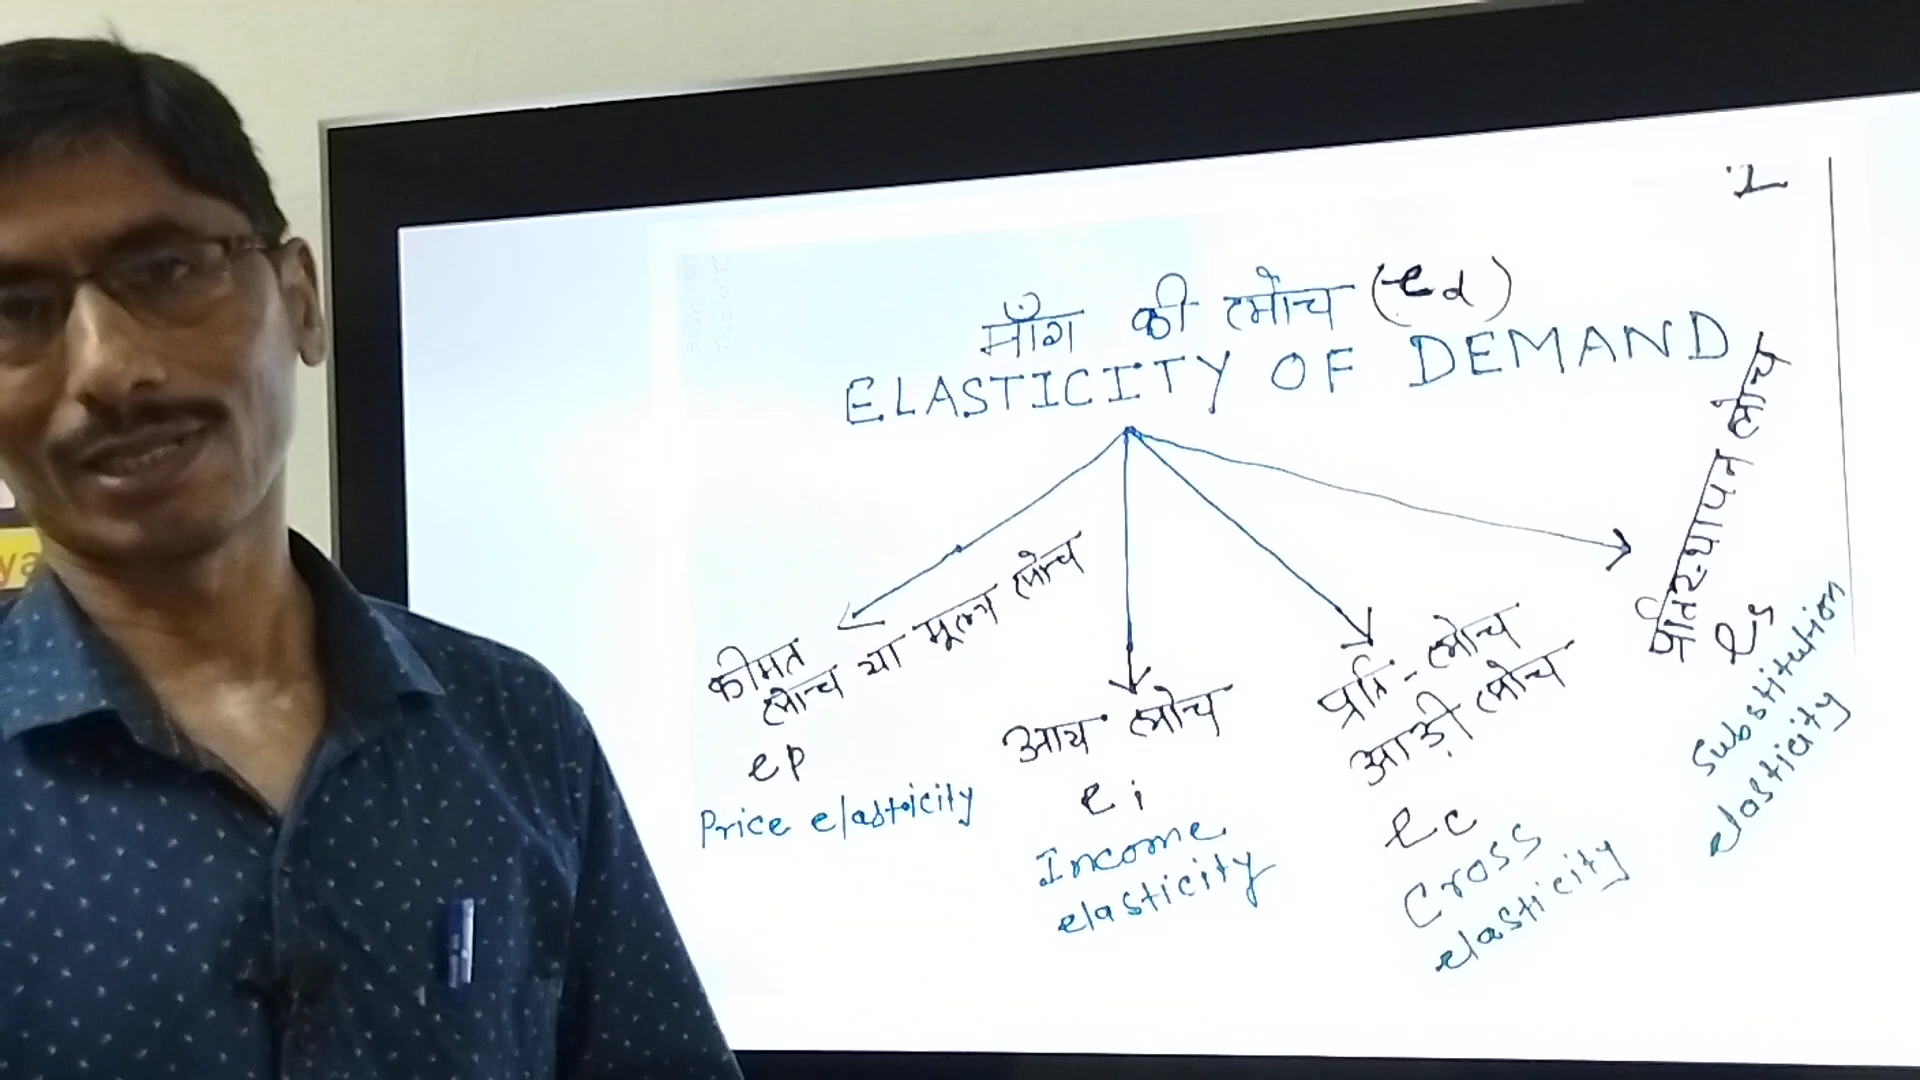 माँग की लोच (ed)
ELASTICITY OF DEMAND
कीमत
लोच या मूल्य लोच
ep
Price elasticity
आय लोच
ei
Income
elasticity
प्रति-लोच
आड़ी लोच
ec
Cross
elasticity
प्रतिस्थापन लोच
es
Substitution
elasticity
ya